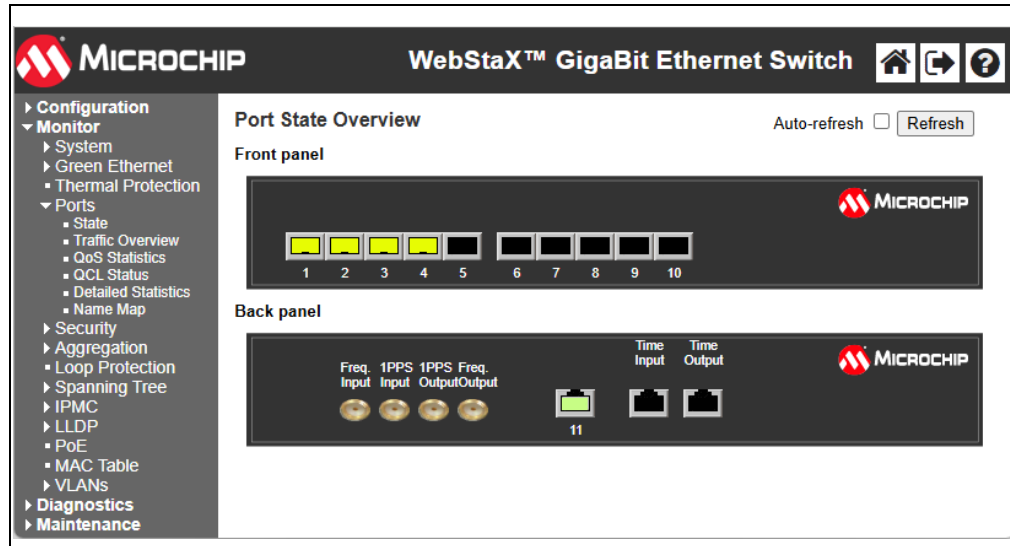 MICROCHIP
WebStaX™ GigaBit Ethernet Switch
Configuration
Monitor
System
Green Ethernet
Thermal Protection
Ports
State
Traffic Overview
QoS Statistics
QCL Status
Detailed Statistics
Name Map
Security
Aggregation
Loop Protection
Spanning Tree
IPMC
LLDP
PoE
MAC Table
VLANs
Diagnostics
Maintenance
Port State Overview
Auto-refresh Refresh
Front panel
MICROCHIP
1 2 3 4 5 6 7 8 9 10
Back panel
Time Time
Input Output
MICROCHIP
Freq. 1PPS 1PPS Freq.
Input Input OutputOutput
11